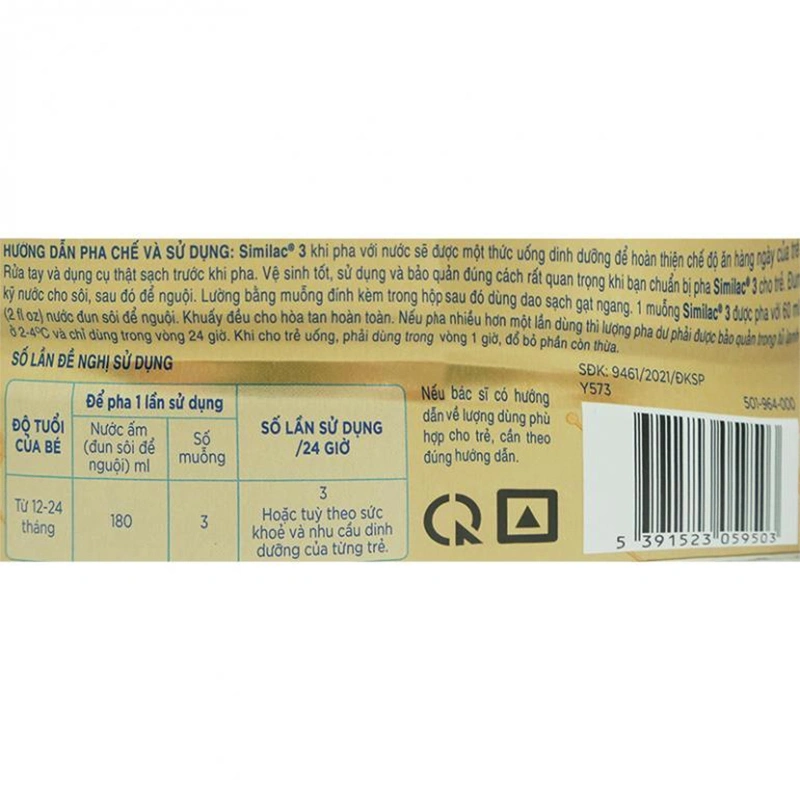 HƯỚNG DẪN PHA CHẾ VÀ SỬ DỤNG: Similac® 3 khi pha với nước sẽ được một thức uống dinh dưỡng để hoàn thiện chế độ ăn hàng ngày của trẻ
Rửa tay và dụng cụ thật sạch trước khi pha. Vệ sinh tốt, sử dụng và bảo quản đúng cách rất quan trọng khi bạn chuẩn bị pha Similac® 3 cho trẻ. Đun
kỹ nước cho sôi, sau đó để nguội. Lường bằng muỗng đính kèm trong hộp sau đó dùng dao sạch gạt ngang. 1 muỗng Similac® 3 được pha với 60 ml
(2 fl oz) nước đun sôi để nguội. Khuấy đều cho hòa tan hoàn toàn. Nếu pha nhiều hơn một lần dùng thì lượng pha dư phải được bảo quản trong tủ lạnh
ở 2-4°C và chỉ dùng trong vòng 24 giờ. Khi cho trẻ uống, phải dùng trong vòng 1 giờ, đổ bỏ phần còn thừa.
SỐ LẦN ĐỀ NGHỊ SỬ DỤNG
ĐỘ TUỔI
CỦA BÉ
Để pha 1 lần sử dụng
Nước ấm
(đun sôi để
nguội) ml
Số
muỗng
SỐ LẦN SỬ DỤNG
/24 GIỜ
Từ 12-24
tháng
180
3
3
Hoặc tuỳ theo sức
khoẻ và nhu cầu dinh
dưỡng của từng trẻ.
Nếu bác sĩ có hướng
dẫn về lượng dùng phù
hợp cho trẻ, cần theo
đúng hướng dẫn.
SĐK: 9461/2021/ĐKSP
Y573
501-964-000
5 391523 059503